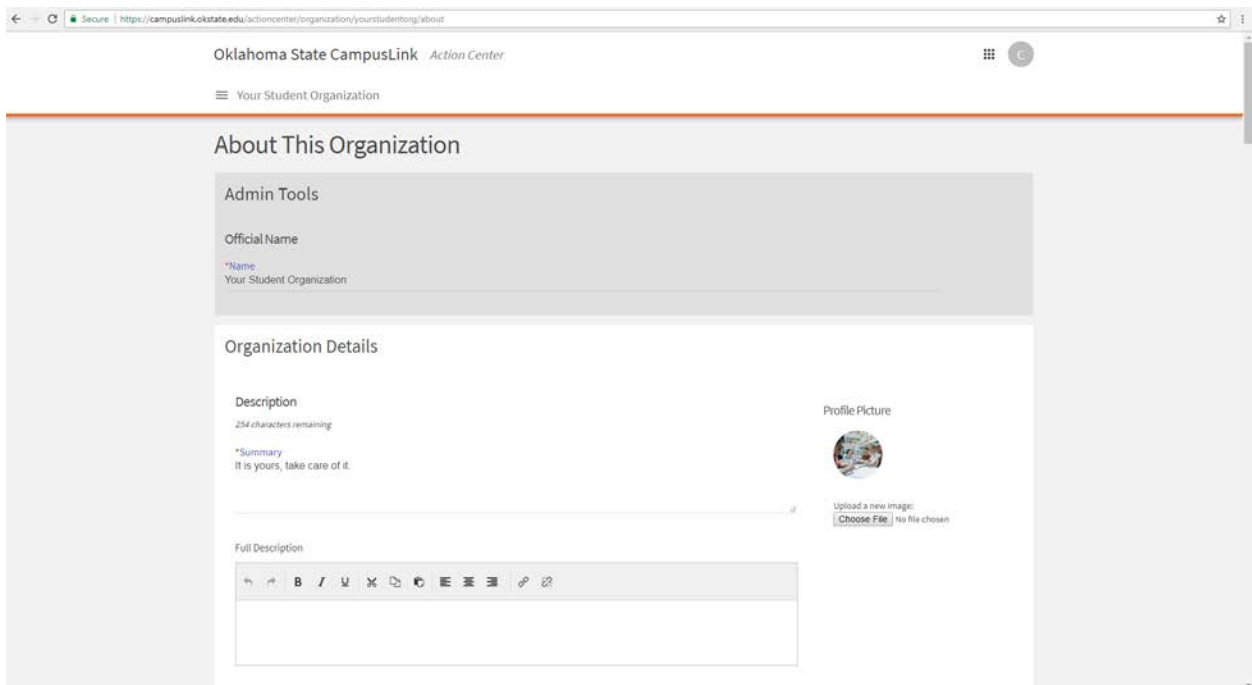 Secure | https://campuslink.okstate.edu/actioncenter/organization/yourstudentorg/about
Oklahoma State CampusLink Action Center
C
Your Student Organization
About This Organization
Admin Tools
Official Name
*Name
Your Student Organization
Organization Details
Description
254 characters remaining
*Summary
It is yours, take care of it.
Profile Picture
Upload a new image:
Choose File No file chosen
Full Description
B I U